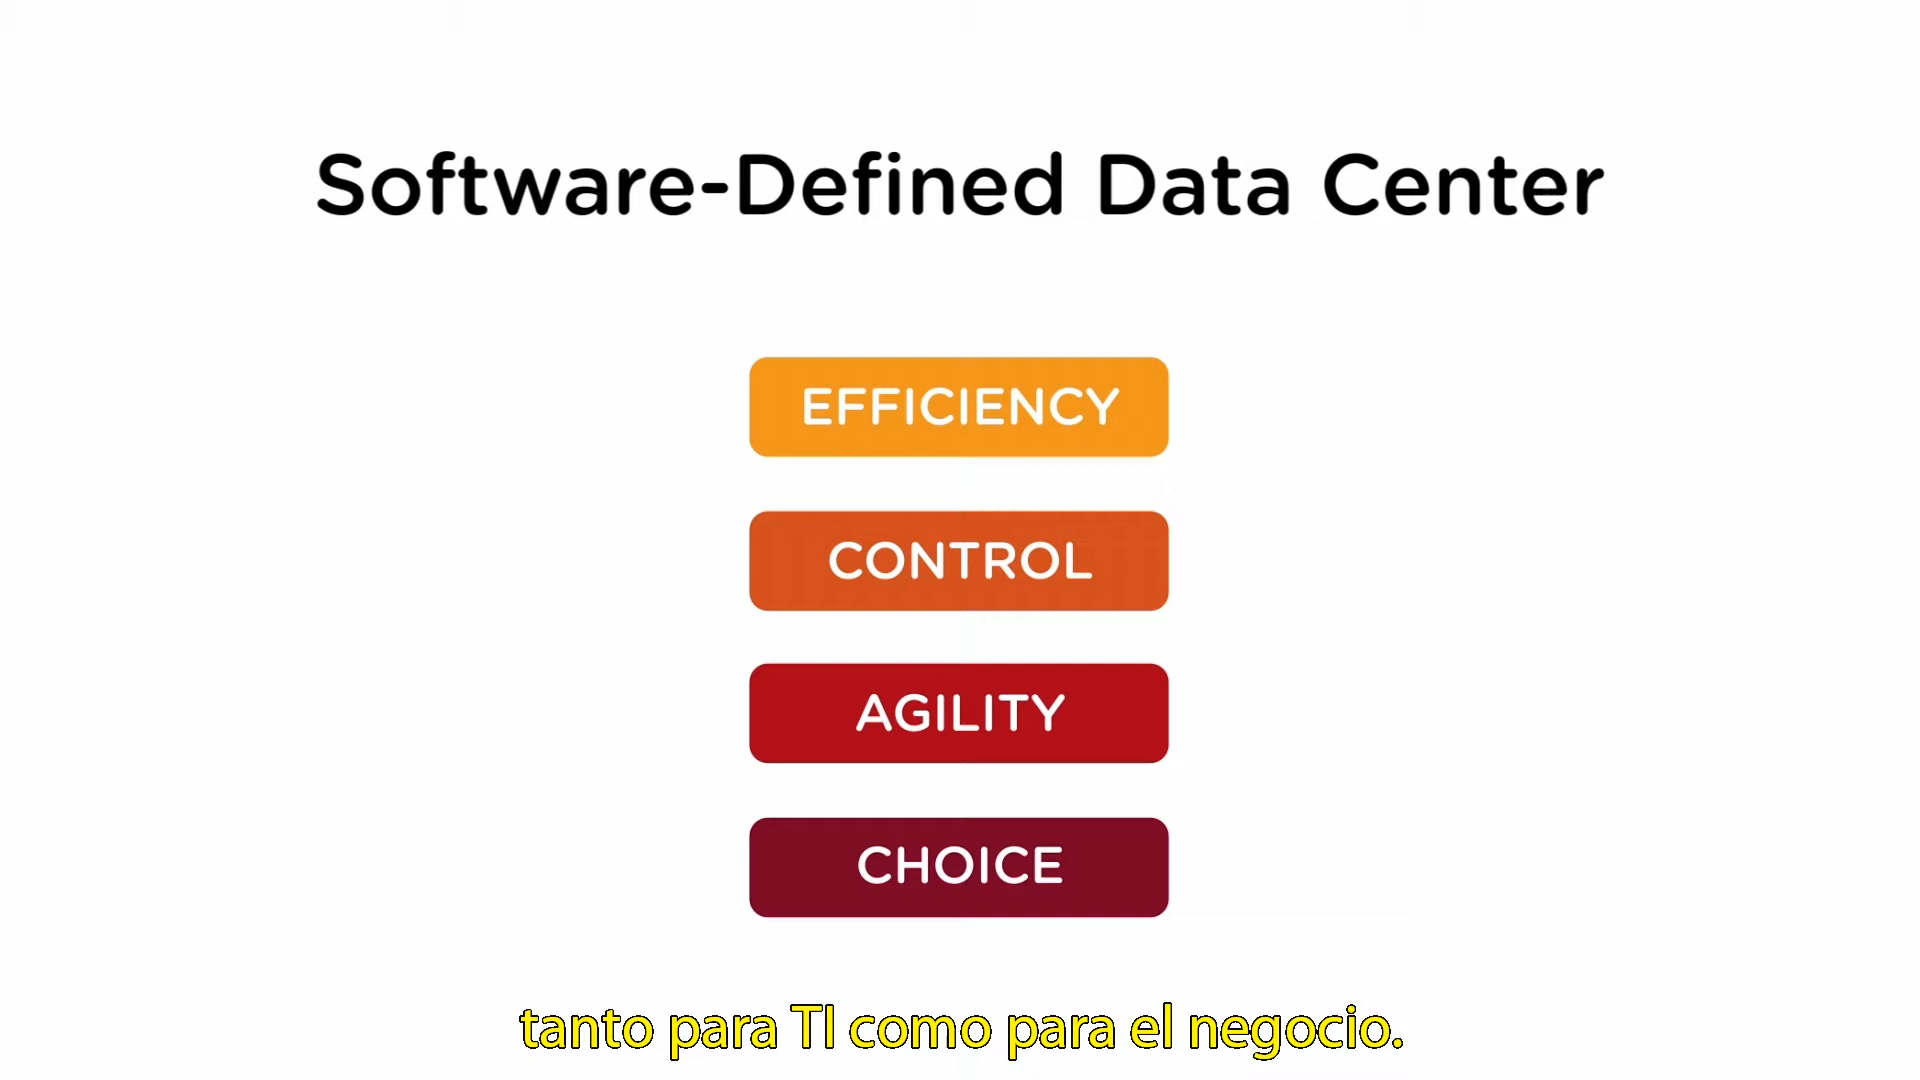 Software-Defined Data Center
EFFICIENCY
CONTROL
AGILITY
CHOICE
tanto para TI como para el negocio.